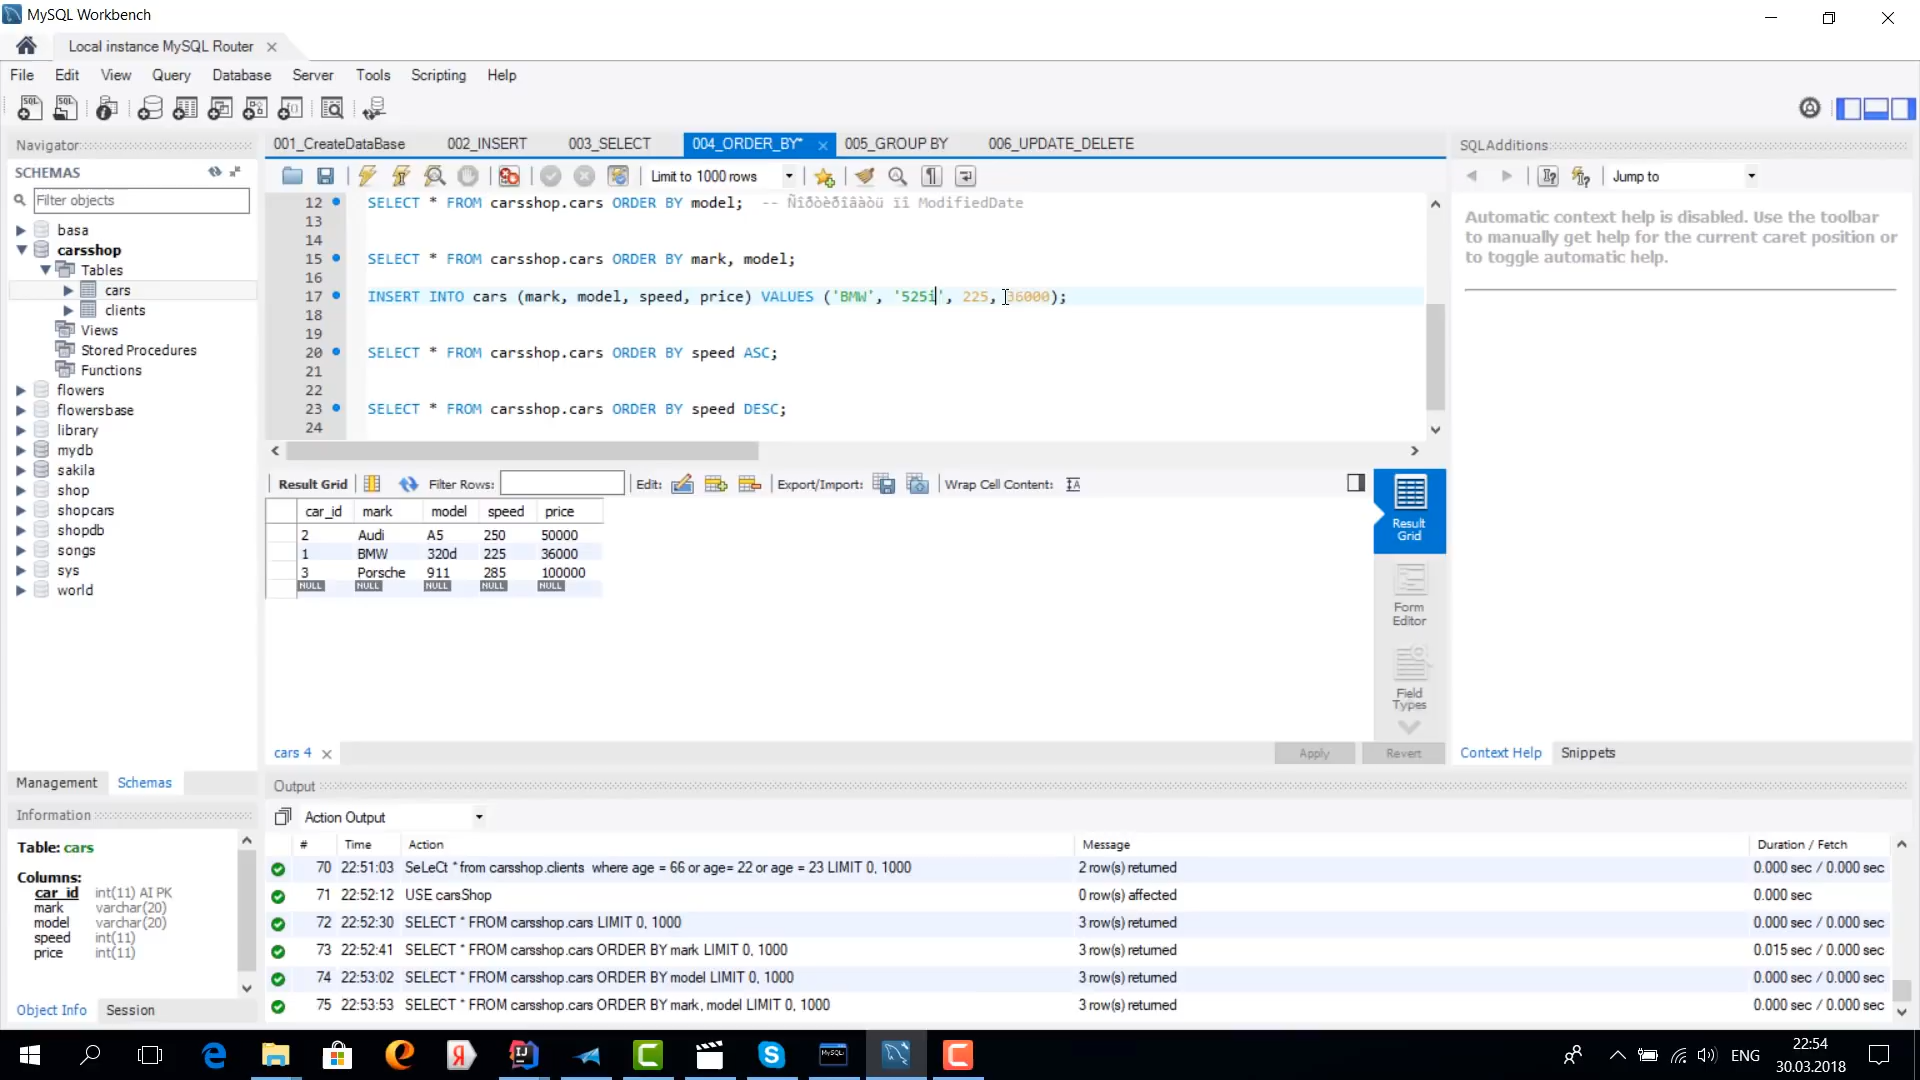 MySQL Workbench
Local instance MySQL Router
File Edit View Query Database Server Tools Scripting Help
Navigator
SCHEMAS
Filter objects
basa
carsshop
Tables
cars
clients
Views
Stored Procedures
Functions
flowers
flowersbase
library
mydb
sakila
shop
shopcars
shopdb
songs
sys
world
Management Schemas
Information
Table: cars
Columns:
car_id int(11) AI PK
mark varchar(20)
model varchar(20)
speed int(11)
price int(11)
Object Info Session
001_CreateDataBase 002_INSERT 003_SELECT 004_ORDER_BY* 005_GROUP BY 006_UPDATE_DELETE
Limit to 1000 rows
12 SELECT * FROM carsshop.cars ORDER BY model; -- Ñîðòèðîâàòü ïî ModifiedDate
13
14
15 SELECT * FROM carsshop.cars ORDER BY mark, model;
16
17 INSERT INTO cars (mark, model, speed, price) VALUES ('BMW', '525i', 225, 36000);
18
19
20 SELECT * FROM carsshop.cars ORDER BY speed ASC;
21
22
23 SELECT * FROM carsshop.cars ORDER BY speed DESC;
24
Result Grid Filter Rows: Edit: Export/Import: Wrap Cell Content:
car_id mark model speed price
2 Audi A5 250 50000
1 BMW 320d 225 36000
3 Porsche 911 285 100000
NULL NULL NULL NULL NULL
Result Grid
Form Editor
Field Types
cars 4 Apply Revert
SQLAdditions
Jump to
Automatic context help is disabled. Use the toolbar
to manually get help for the current caret position or
to toggle automatic help.
Context Help Snippets
Output
Action Output
# Time Action Message Duration / Fetch
70 22:51:03 SeLeCt * from carsshop.clients where age = 66 or age= 22 or age = 23 LIMIT 0, 1000 2 row(s) returned 0.000 sec / 0.000 sec
71 22:52:12 USE carsShop 0 row(s) affected 0.000 sec
72 22:52:30 SELECT * FROM carsshop.cars LIMIT 0, 1000 3 row(s) returned 0.000 sec / 0.000 sec
73 22:52:41 SELECT * FROM carsshop.cars ORDER BY mark LIMIT 0, 1000 3 row(s) returned 0.015 sec / 0.000 sec
74 22:53:02 SELECT * FROM carsshop.cars ORDER BY model LIMIT 0, 1000 3 row(s) returned 0.000 sec / 0.000 sec
75 22:53:53 SELECT * FROM carsshop.cars ORDER BY mark, model LIMIT 0, 1000 3 row(s) returned 0.000 sec / 0.000 sec
ENG
22:54
30.03.2018